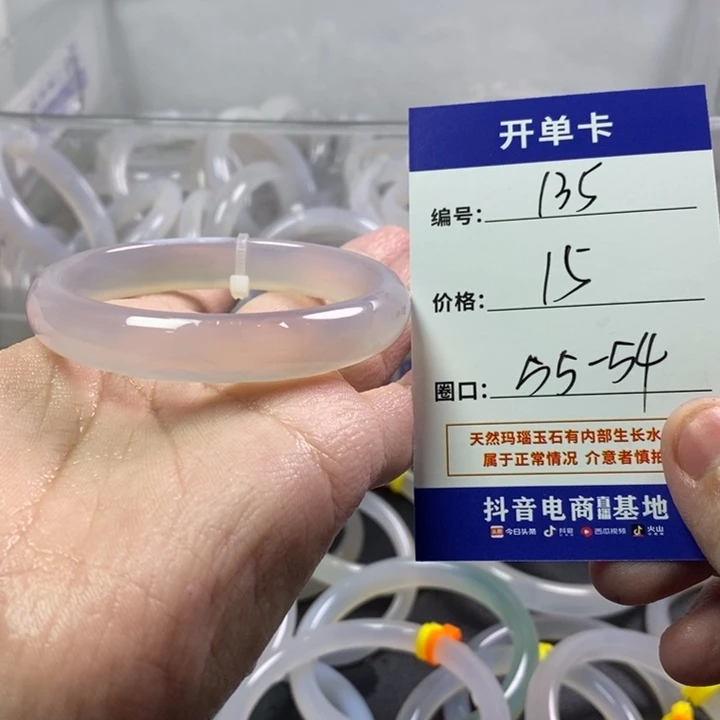 开单卡
编号: 135
价格: 15
圈口: 55-54
天然玛瑙玉石有内部生长水
属于正常情况 介意者慎拍
抖音电商直播基地
今日头条 抖音 西瓜视频 火山